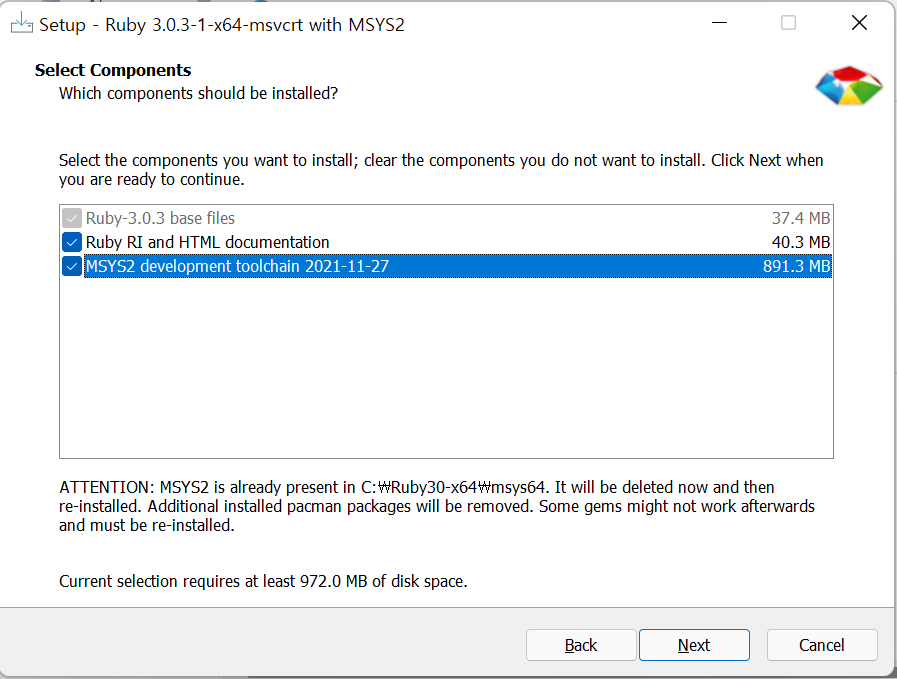 Setup - Ruby 3.0.3-1-x64-msvcrt with MSYS2
Select Components
Which components should be installed?
Select the components you want to install; clear the components you do not want to install. Click Next when
you are ready to continue.
Ruby-3.0.3 base files 37.4 MB
Ruby RI and HTML documentation 40.3 MB
MSYS2 development toolchain 2021-11-27 891.3 MB
ATTENTION: MSYS2 is already present in C:₩Ruby30-x64₩msys64. It will be deleted now and then
re-installed. Additional installed pacman packages will be removed. Some gems might not work afterwards
and must be re-installed.
Current selection requires at least 972.0 MB of disk space.
Back Next Cancel